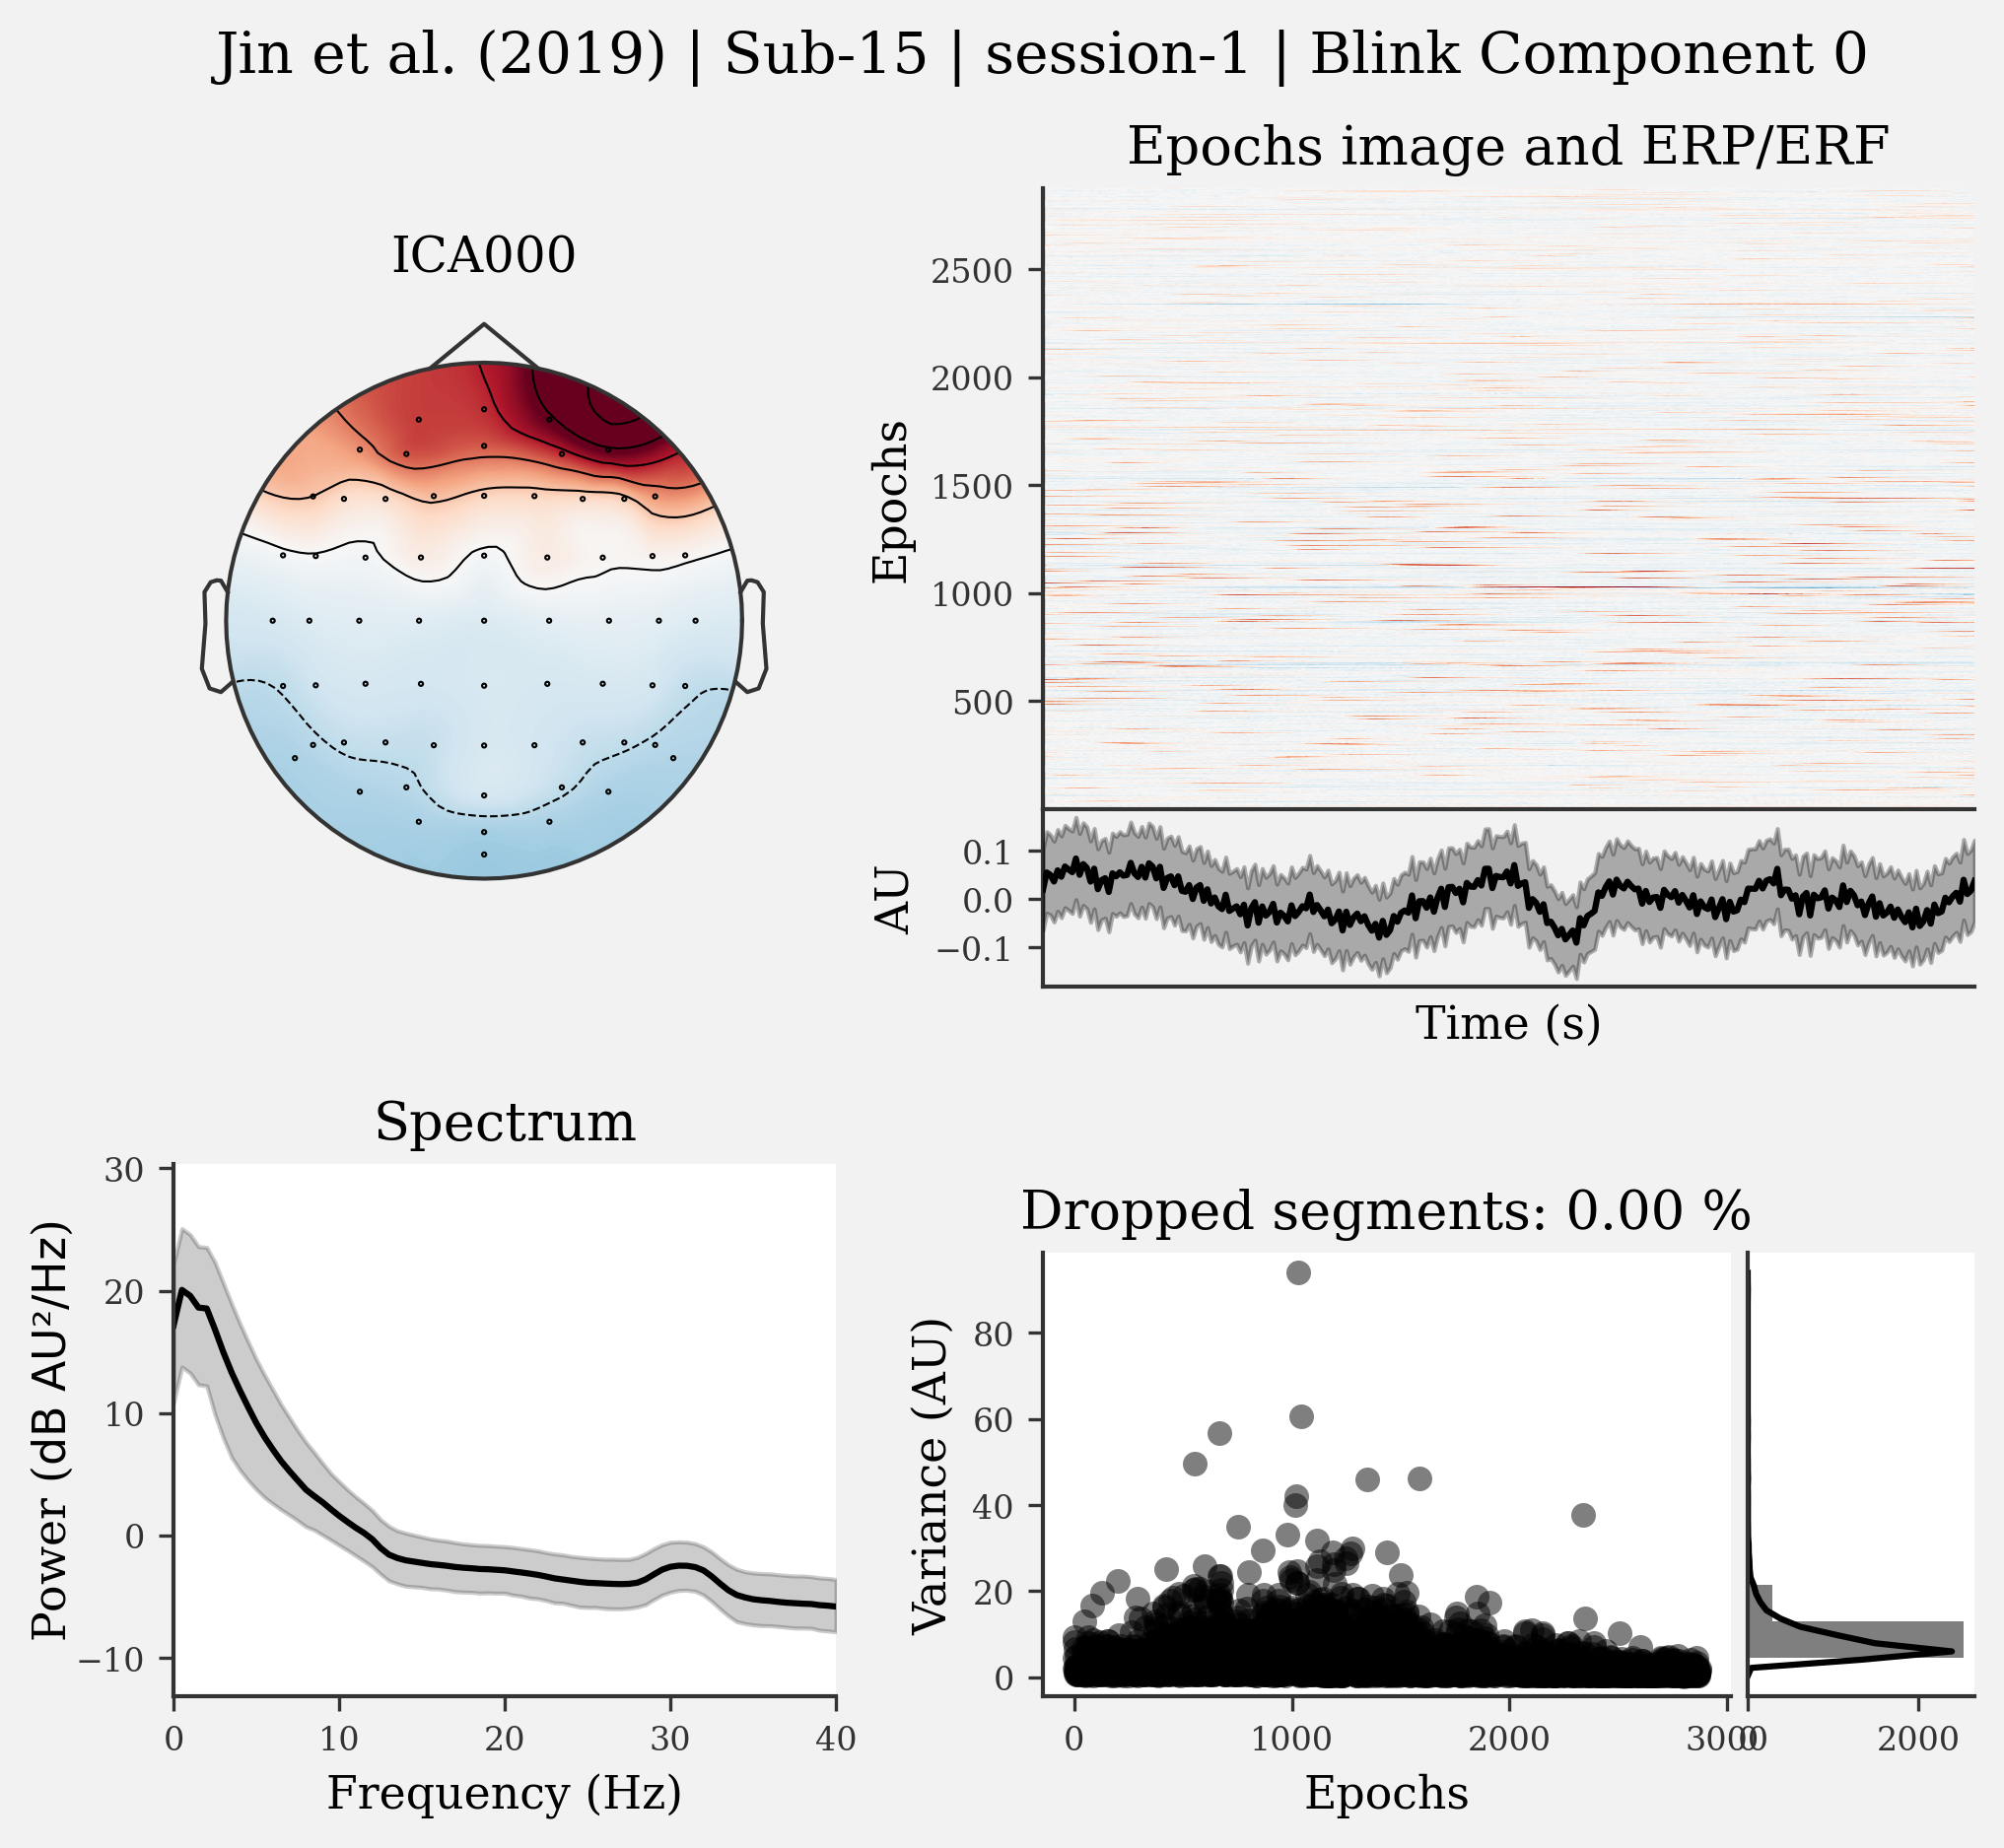 Jin et al. (2019) | Sub-15 | session-1 | Blink Component 0
ICA000
Epochs image and ERP/ERF
Epochs
2500
2000
1500
1000
500
AU
0.1
0.0
−0.1
Time (s)
Spectrum
Power (dB AU²/Hz)
30
20
10
0
−10
0 10 20 30 40
Frequency (Hz)
Dropped segments: 0.00 %
Variance (AU)
80
60
40
20
0
0 1000 2000 3000
Epochs
0 2000